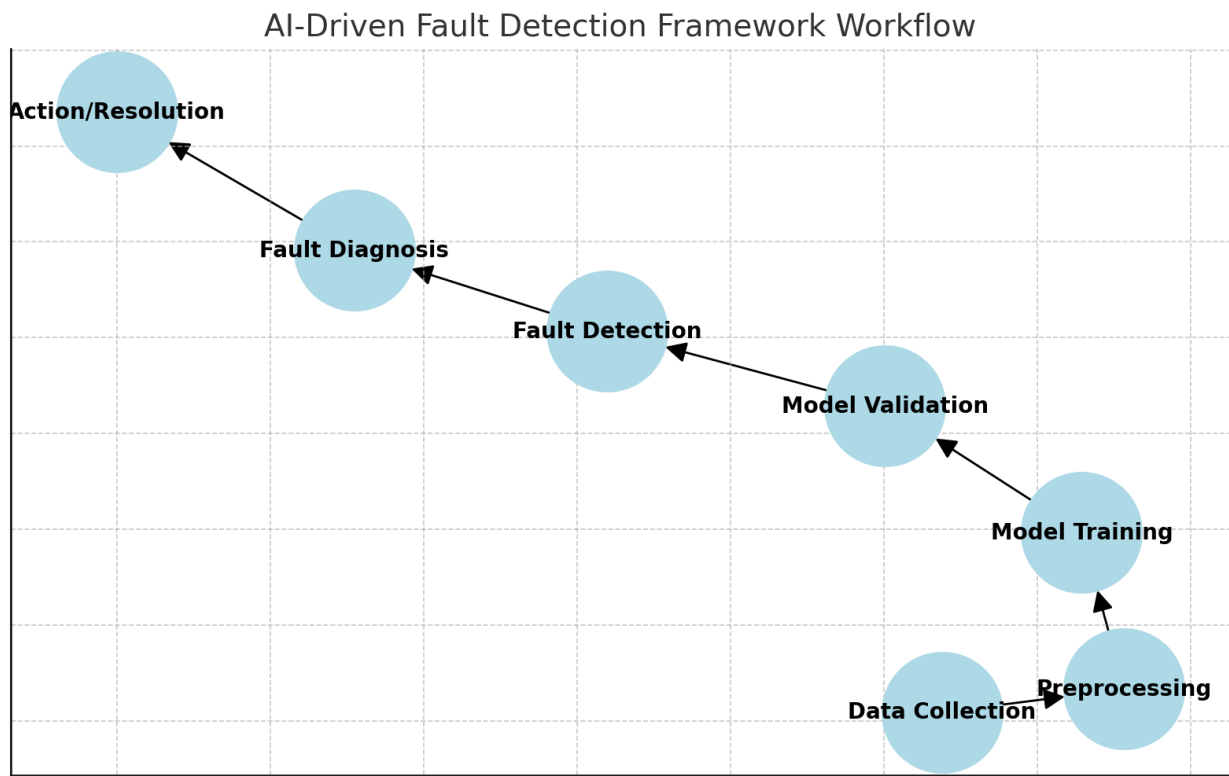 AI-Driven Fault Detection Framework Workflow
Action/Resolution
Fault Diagnosis
Fault Detection
Model Validation
Model Training
Preprocessing
Data Collection